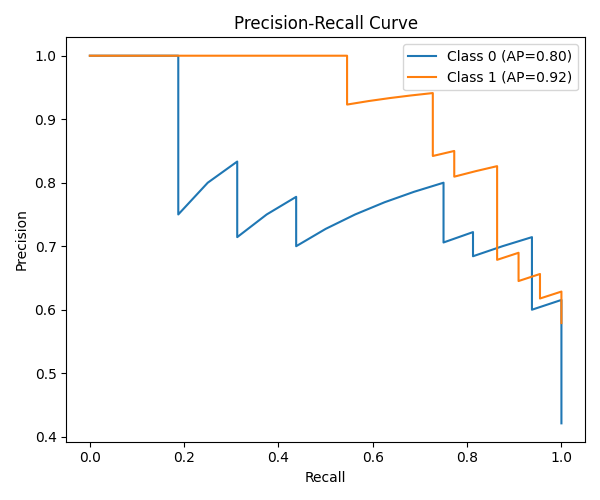 Precision-Recall Curve
Class 0 (AP=0.80)
Class 1 (AP=0.92)
Precision
1.0
0.9
0.8
0.7
0.6
0.5
0.4
0.0 0.2 0.4 0.6 0.8 1.0
Recall